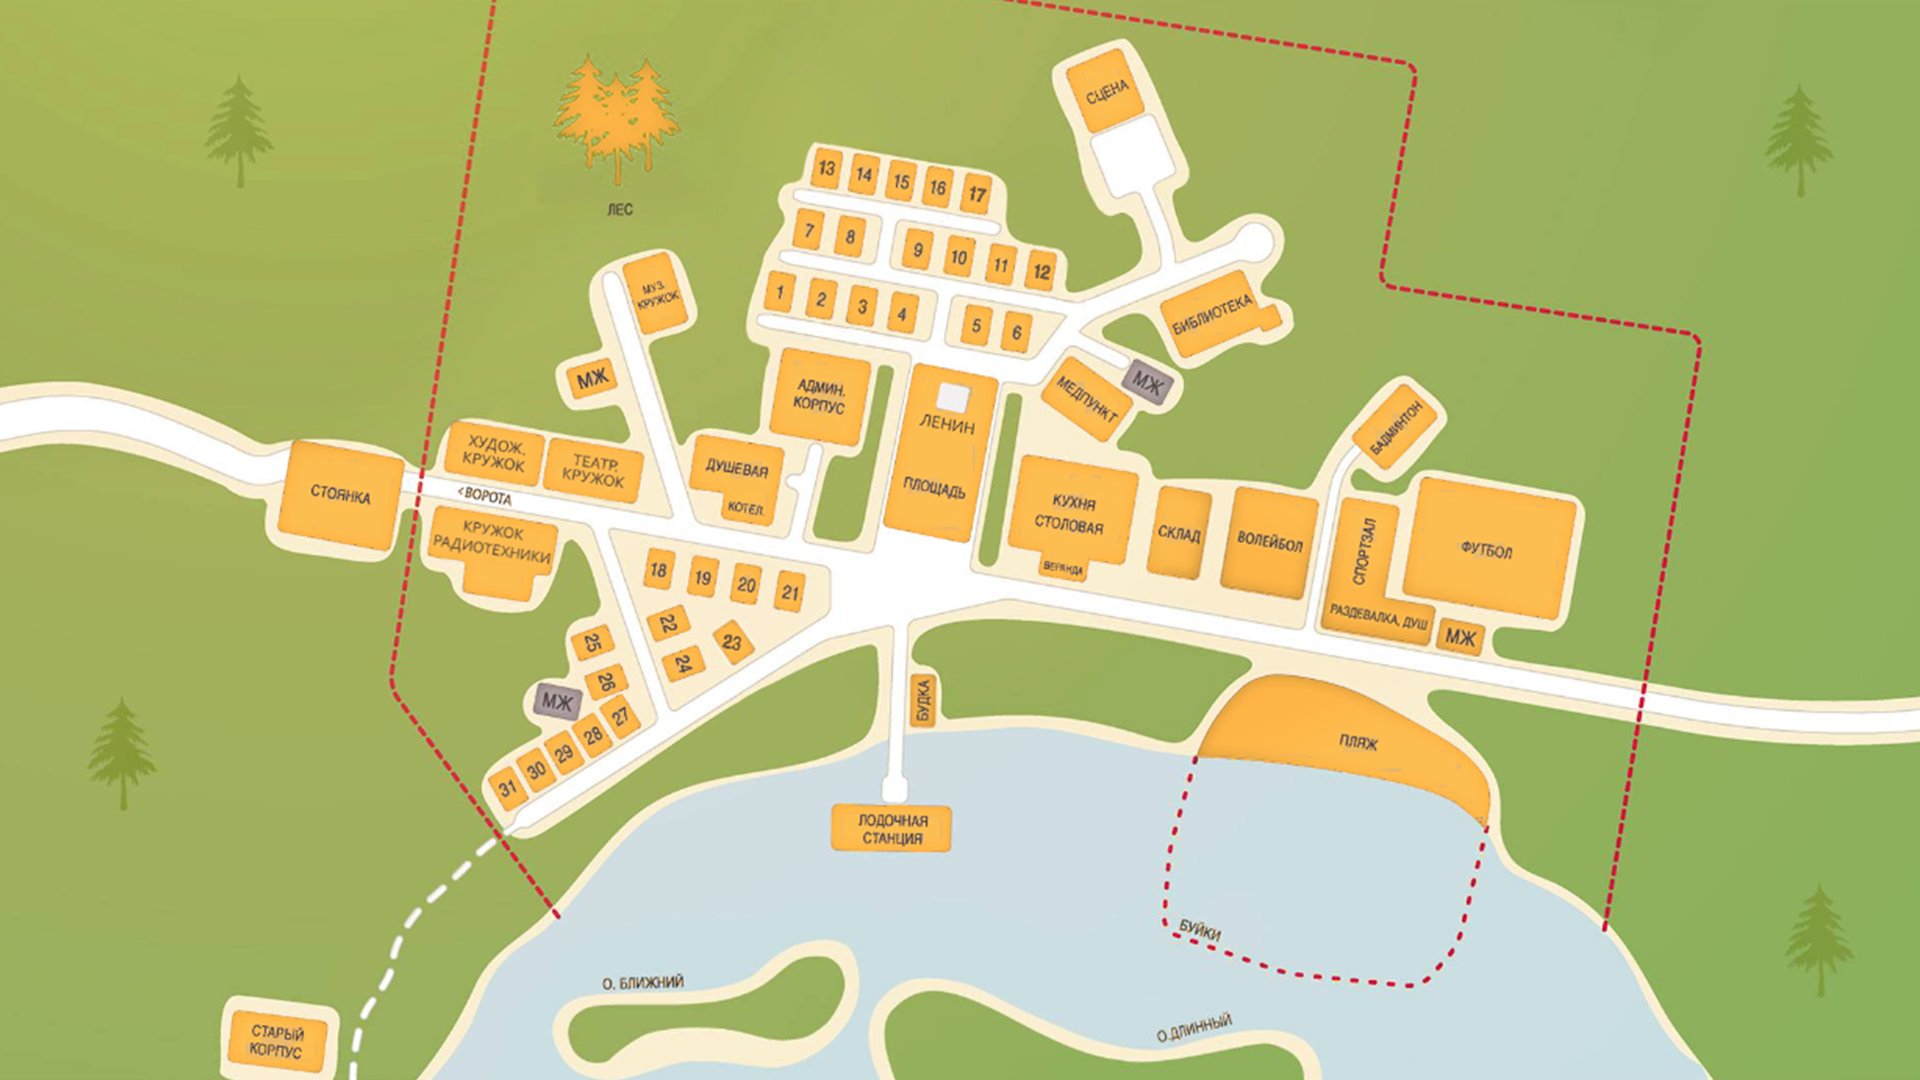 СЦЕНА
13 14 15 16 17
ЛЕС
7 8 9 10 11 12
1 2 3 4 5 6
МУЗ.
КРУЖОК
БИБЛИОТЕКА
МЖ
АДМИН.
КОРПУС
МЕДПУНКТ
МЖ
ЛЕНИН
ПЛОЩАДЬ
БАДМИНТОН
ХУДОЖ.
КРУЖОК
ТЕАТР.
КРУЖОК
ДУШЕВАЯ
КОТЕЛ.
СТОЯНКА
<ВОРОТА
КРУЖОК
РАДИОТЕХНИКИ
КУХНЯ
СТОЛОВАЯ
ВЕРАНДА
СКЛАД
ВОЛЕЙБОЛ
СПОРТЗАЛ
РАЗДЕВАЛКА, ДУШ
ФУТБОЛ
МЖ
18 19 20 21
22 23
24
25
26
МЖ
27
28
29
30
31
БУДКА
ПЛЯЖ
ЛОДОЧНАЯ
СТАНЦИЯ
БУЙКИ
О. БЛИЖНИЙ
О.ДЛИННЫЙ
СТАРЫЙ
КОРПУС